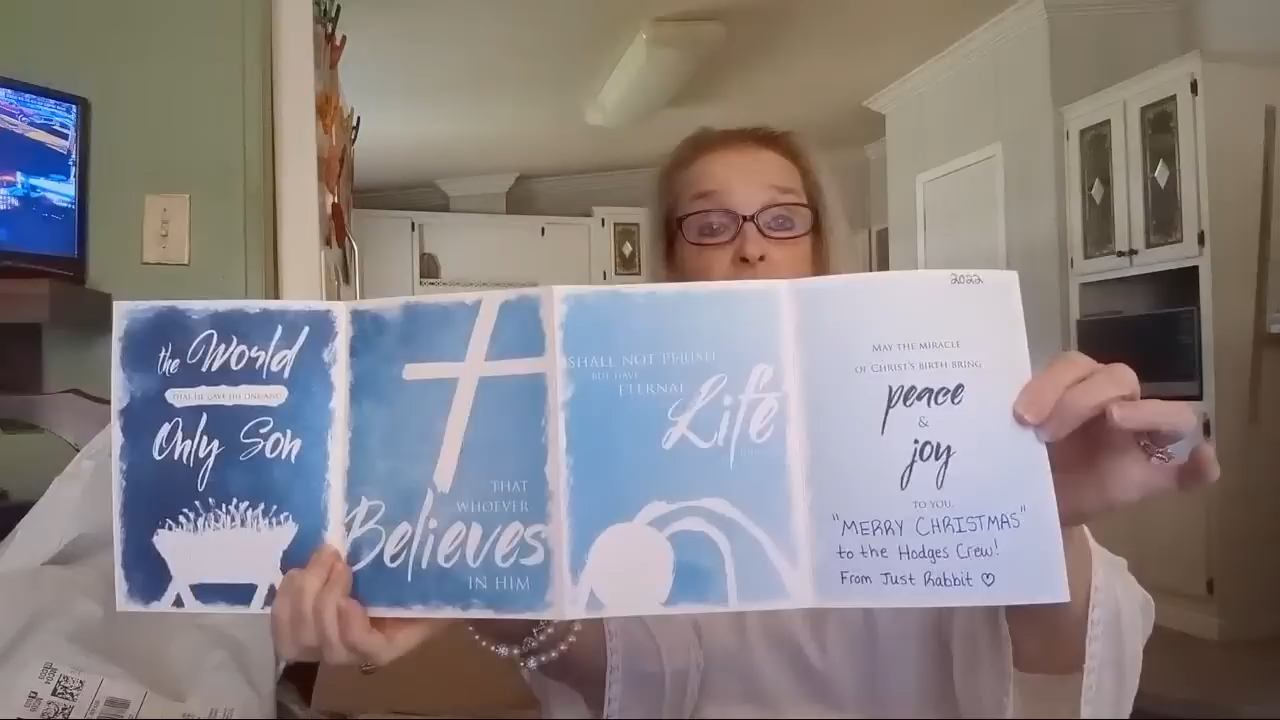 the World
THAT HE GAVE HIS ONE AND
Only Son
THAT
WHOEVER
Believes
IN HIM
SHALL NOT PERISH
BUT HAVE
ETERNAL
Life
2022
MAY THE MIRACLE
OF CHRIST'S BIRTH BRING
peace
&
joy
TO YOU.
"MERRY CHRISTMAS"
to the Hodges Crew!
From Just Rabbit ♡